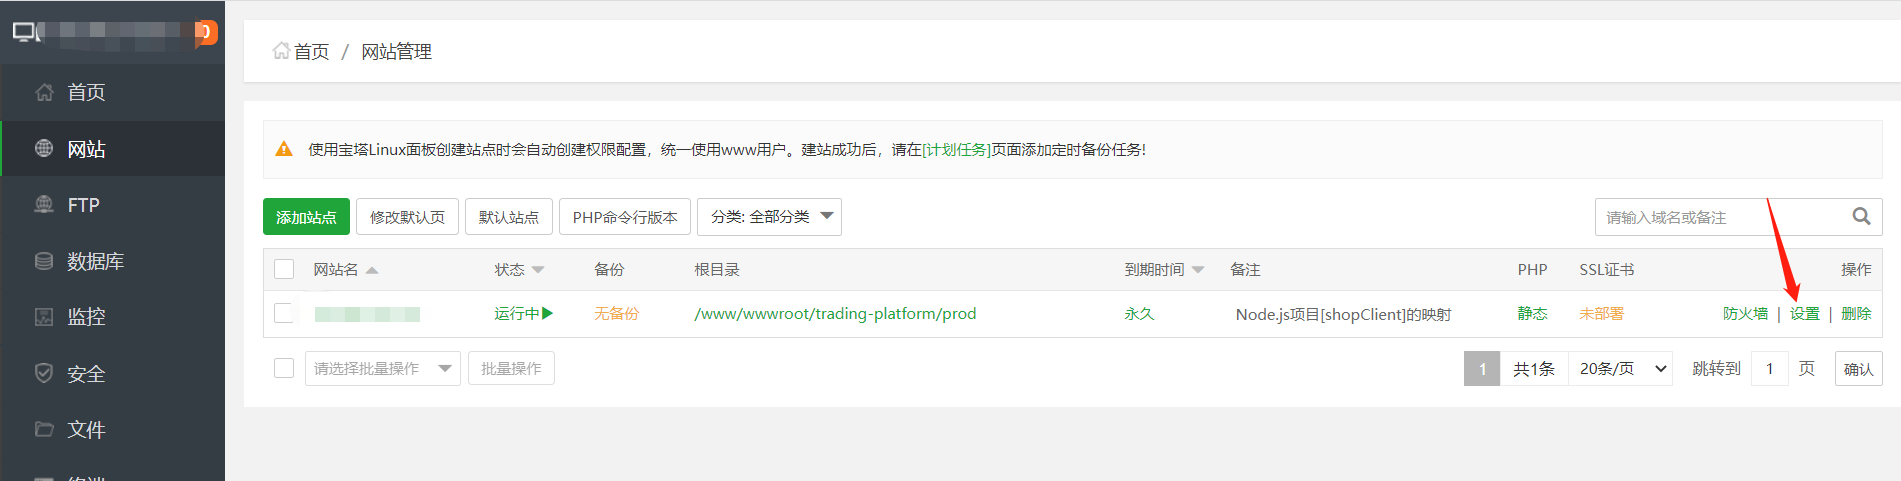 0
首页 / 网站管理
首页
网站
FTP
数据库
监控
安全
文件
使用宝塔Linux面板创建站点时会自动创建权限配置，统一使用www用户。建站成功后，请在[计划任务]页面添加定时备份任务!
添加站点 修改默认页 默认站点 PHP命令行版本 分类: 全部分类 请输入域名或备注
网站名 状态 备份 根目录 到期时间 备注 PHP SSL证书 操作
运行中 无备份 /www/wwwroot/trading-platform/prod 永久 Node.js项目[shopClient]的映射 静态 未部署 防火墙 | 设置 | 删除
请选择批量操作 批量操作 1 共1条 20条/页 跳转到 1 页 确认